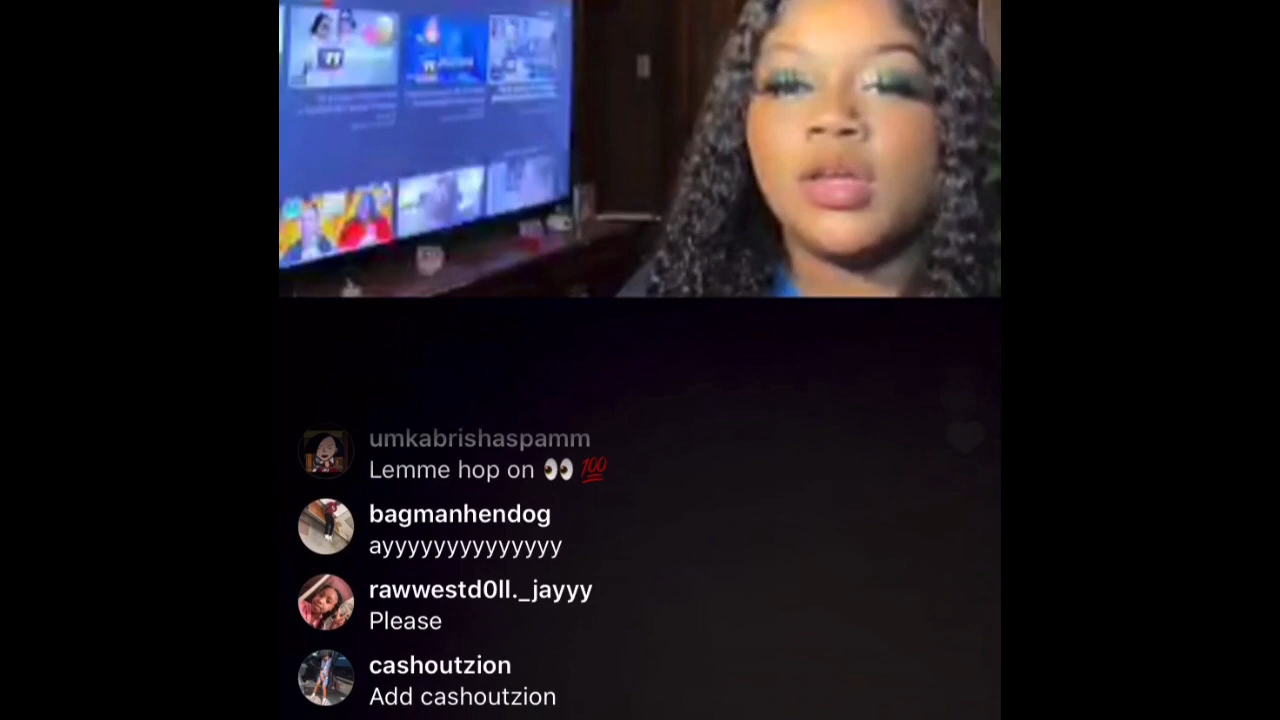 umkabrishaspamm
Lemme hop on 👀 💯
bagmanhendog
ayyyyyyyyyyyyyy
rawwestd0ll._jayyy
Please
cashoutzion
Add cashoutzion